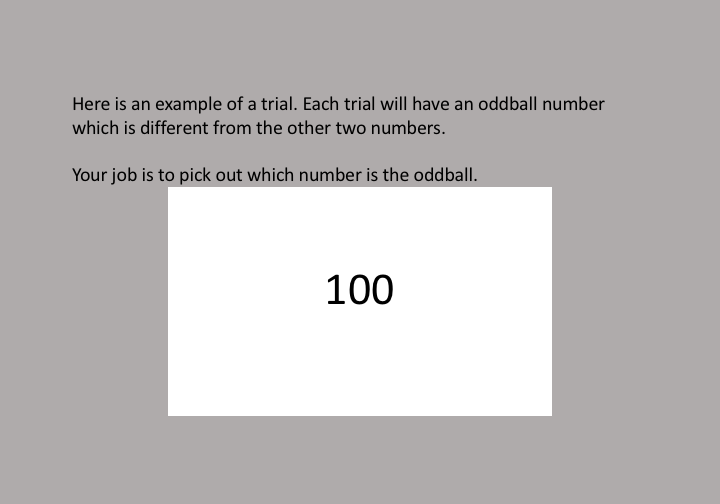 Here is an example of a trial. Each trial will have an oddball number
which is different from the other two numbers.
Your job is to pick out which number is the oddball.
100